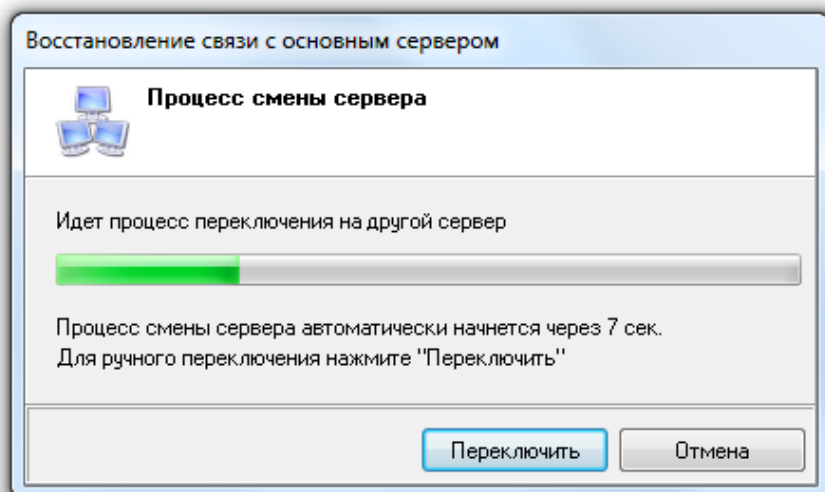 Восстановление связи с основным сервером
Процесс смены сервера
Идет процесс переключения на другой сервер
Процесс смены сервера автоматически начнется через 7 сек.
Для ручного переключения нажмите "Переключить"
Переключить
Отмена